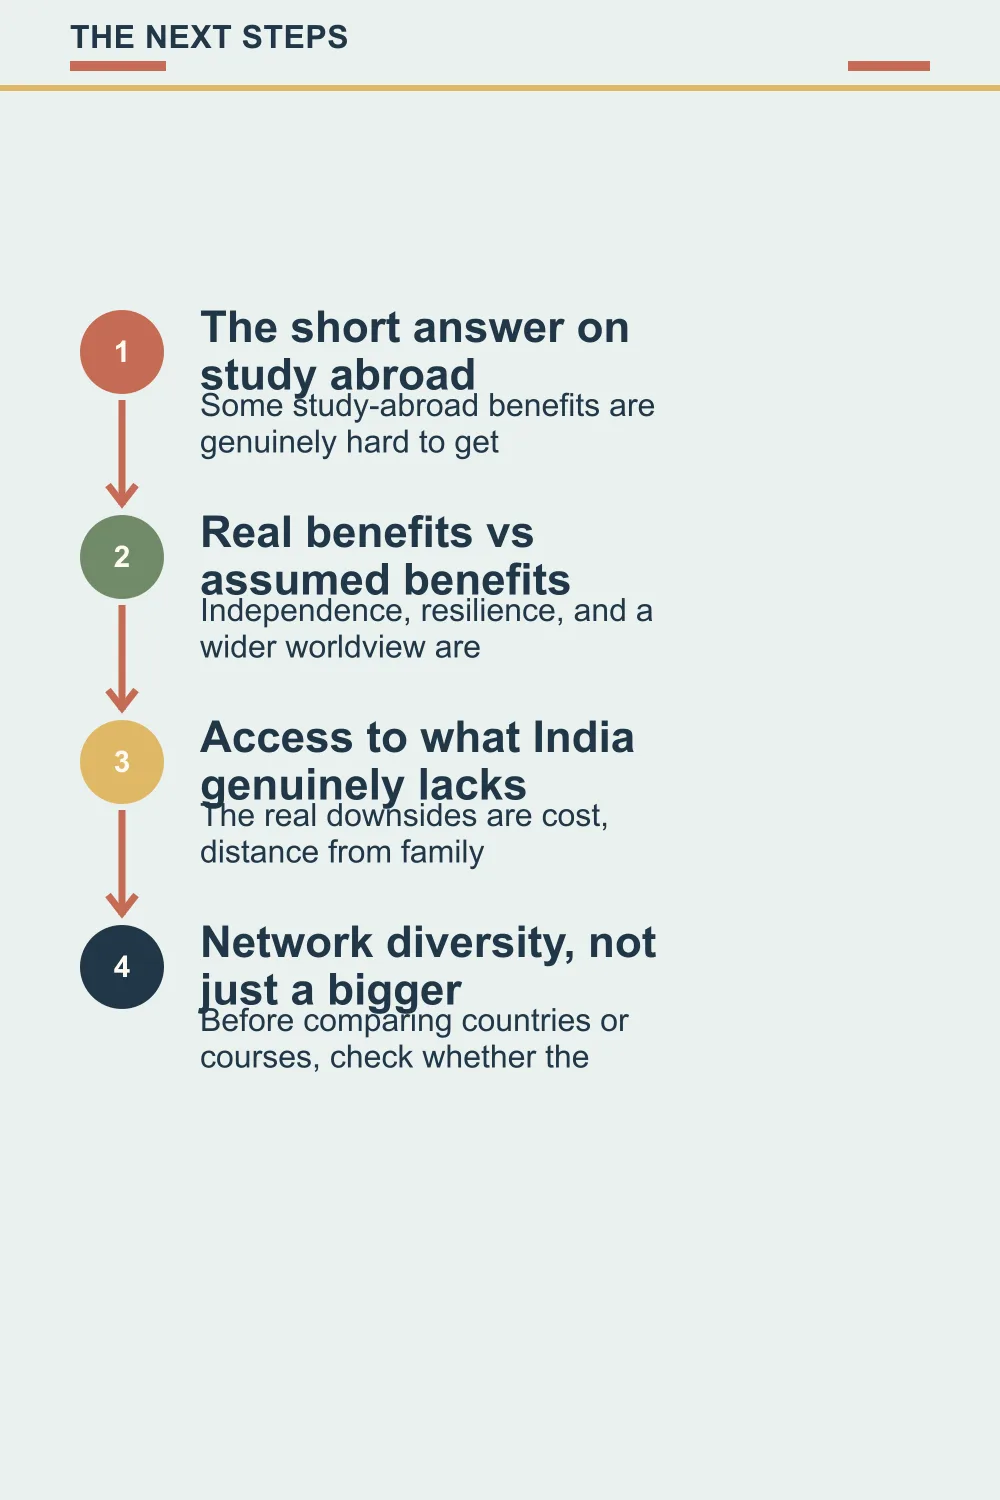 THE NEXT STEPS
1
The short answer on
study abroad
Some study-abroad benefits are
genuinely hard to get
2
Real benefits vs
assumed benefits
Independence, resilience, and a
wider worldview are
3
Access to what India
genuinely lacks
The real downsides are cost,
distance from family
4
Network diversity, not
just a bigger
Before comparing countries or
courses, check whether the